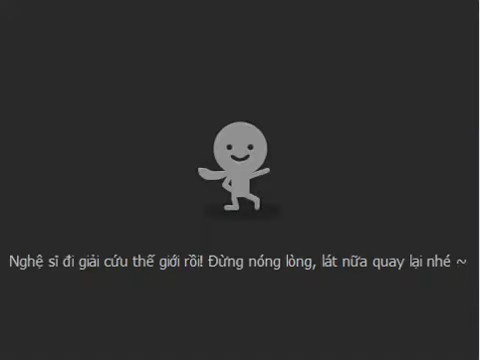 Nghệ sĩ đi giải cứu thế giới rồi! Đừng nóng lòng, lát nữa quay lại nhé ~